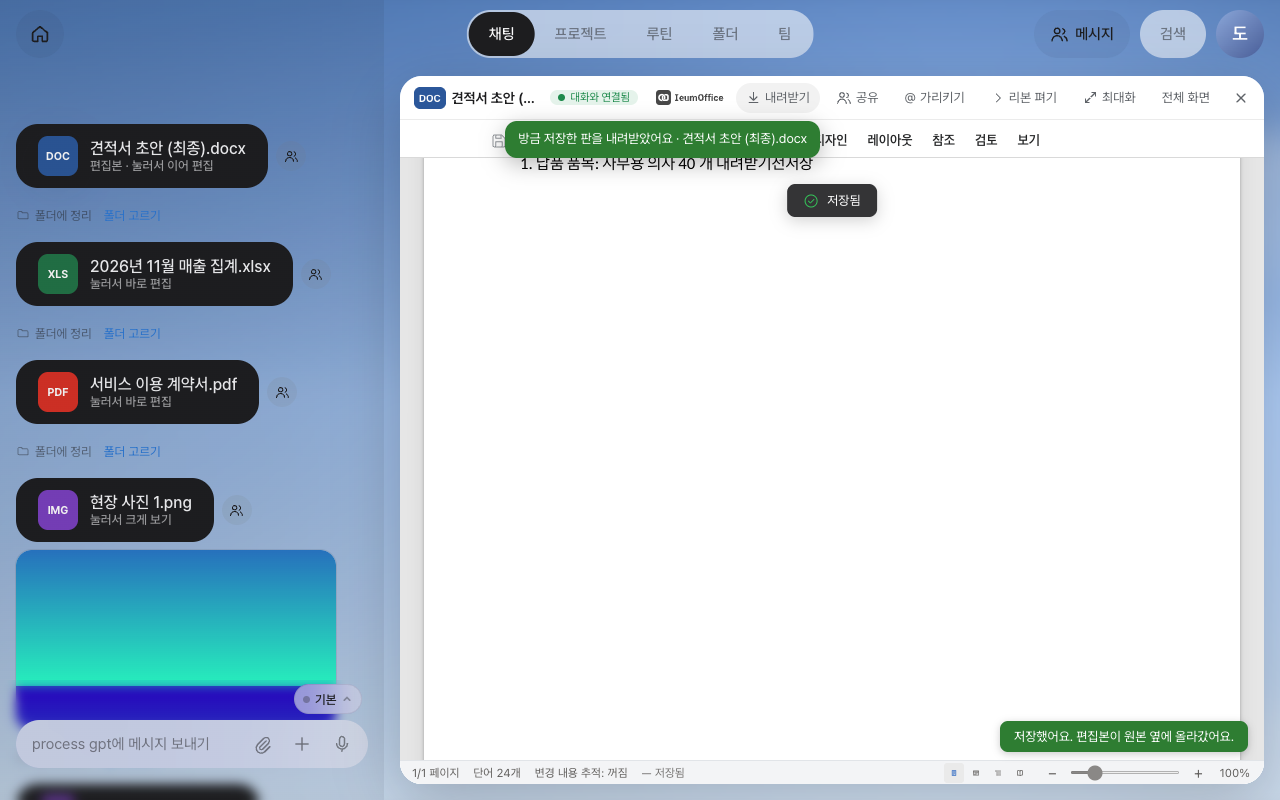 채팅
프로젝트
루틴
폴더
팀
메시지
검색
도
DOC
견적서 초안 (최종).docx
편집본 · 눌러서 이어 편집
폴더에 정리 폴더 고르기
XLS
2026년 11월 매출 집계.xlsx
눌러서 바로 편집
폴더에 정리 폴더 고르기
PDF
서비스 이용 계약서.pdf
눌러서 바로 편집
폴더에 정리 폴더 고르기
IMG
현장 사진 1.png
눌러서 크게 보기
기본
process gpt에 메시지 보내기
DOC 견적서 초안 (... 대화와 연결됨 IeumOffice 내려받기 공유 @ 가리키기 리본 펴기 최대화 전체 화면
방금 저장한 판을 내려받았어요 · 견적서 초안 (최종).docx
레이아웃 참조 검토 보기
1. 납품 품목: 사무용 의자 40 개 내려받기전저장
저장됨
저장했어요. 편집본이 원본 옆에 올라갔어요.
1/1 페이지 단어 24개 변경 내용 추적: 꺼짐 — 저장됨 100%